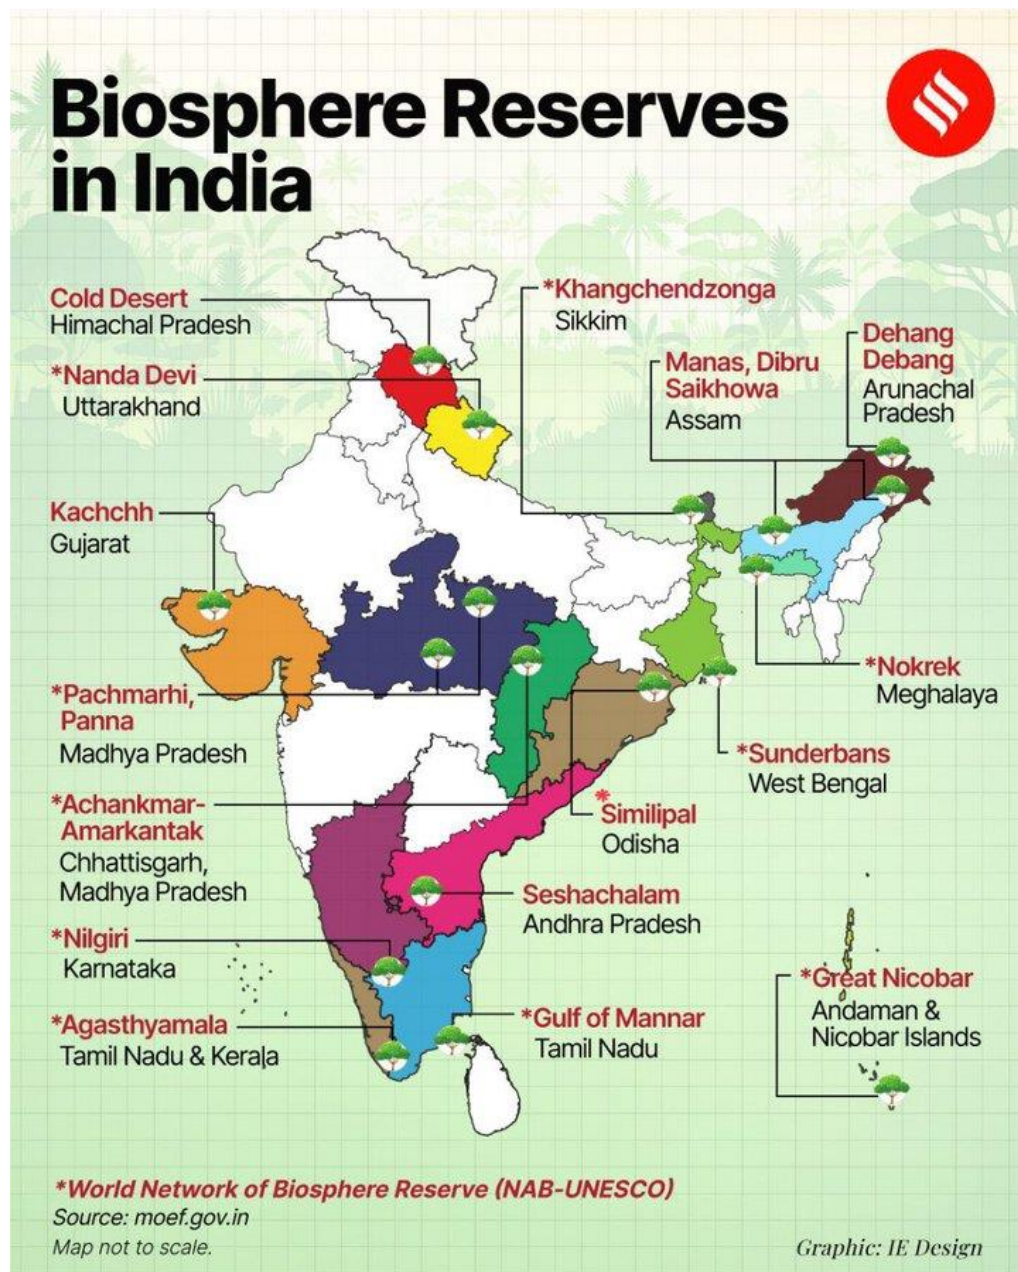 Biosphere Reserves
in India
Cold Desert
Himachal Pradesh
*Nanda Devi
Uttarakhand
Kachchh
Gujarat
*Pachmarhi,
Panna
Madhya Pradesh
*Achankmar-
Amarkantak
Chhattisgarh,
Madhya Pradesh
*Nilgiri
Karnataka
*Agasthyamala
Tamil Nadu & Kerala
*Khangchendzonga
Sikkim
Manas, Dibru
Saikhowa
Assam
Dehang
Debang
Arunachal
Pradesh
*Nokrek
Meghalaya
*Sunderbans
West Bengal
*Similipal
Odisha
Seshachalam
Andhra Pradesh
*Gulf of Mannar
Tamil Nadu
*Great Nicobar
Andaman &
Nicobar Islands
*World Network of Biosphere Reserve (NAB-UNESCO)
Source: moef.gov.in
Map not to scale.
Graphic: IE Design